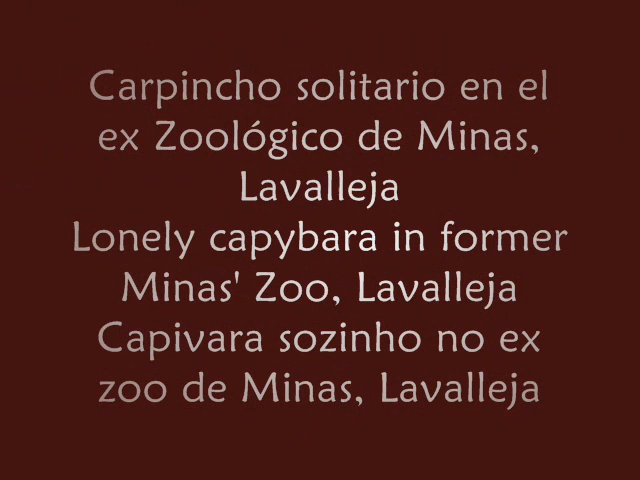 Carpincho solitario en el
ex Zoológico de Minas,
Lavalleja
Lonely capybara in former
Minas' Zoo, Lavalleja
Capivara sozinho no ex
zoo de Minas, Lavalleja